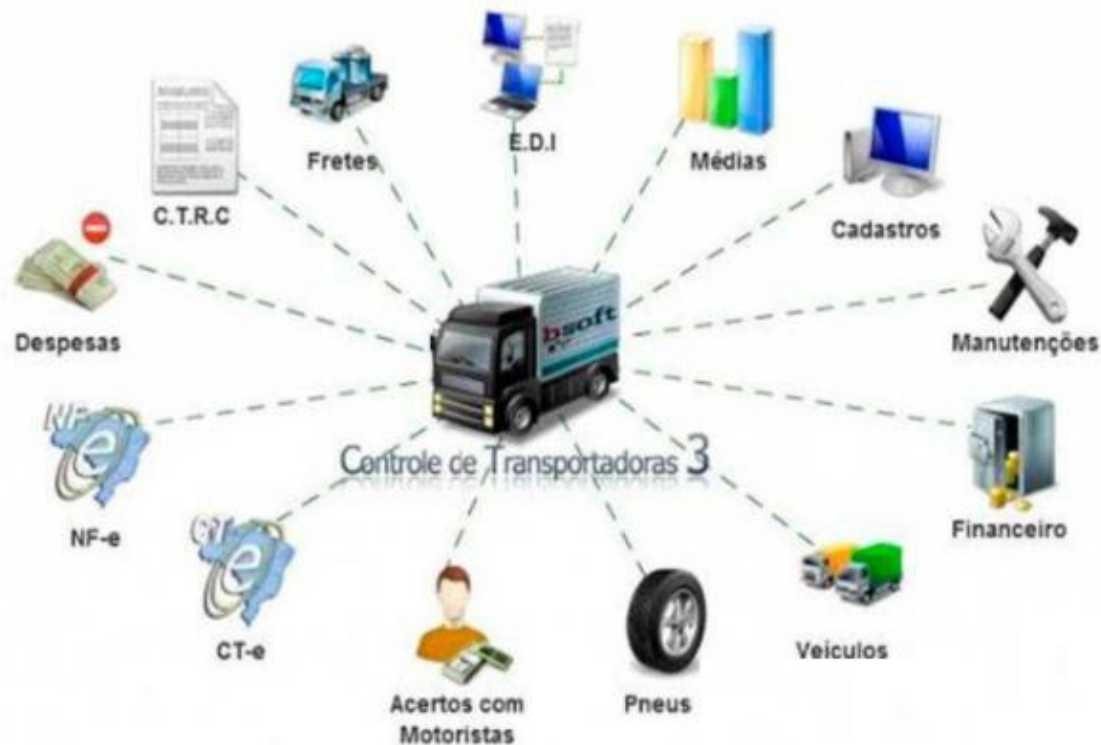 E.D.I
Médias
Fretes
C.T.R.C
Cadastros
Despesas
Manutenções
bsoft
Controle de Transportadoras 3
NF-e
Financeiro
CT-e
Veículos
Acertos com
Motoristas
Pneus